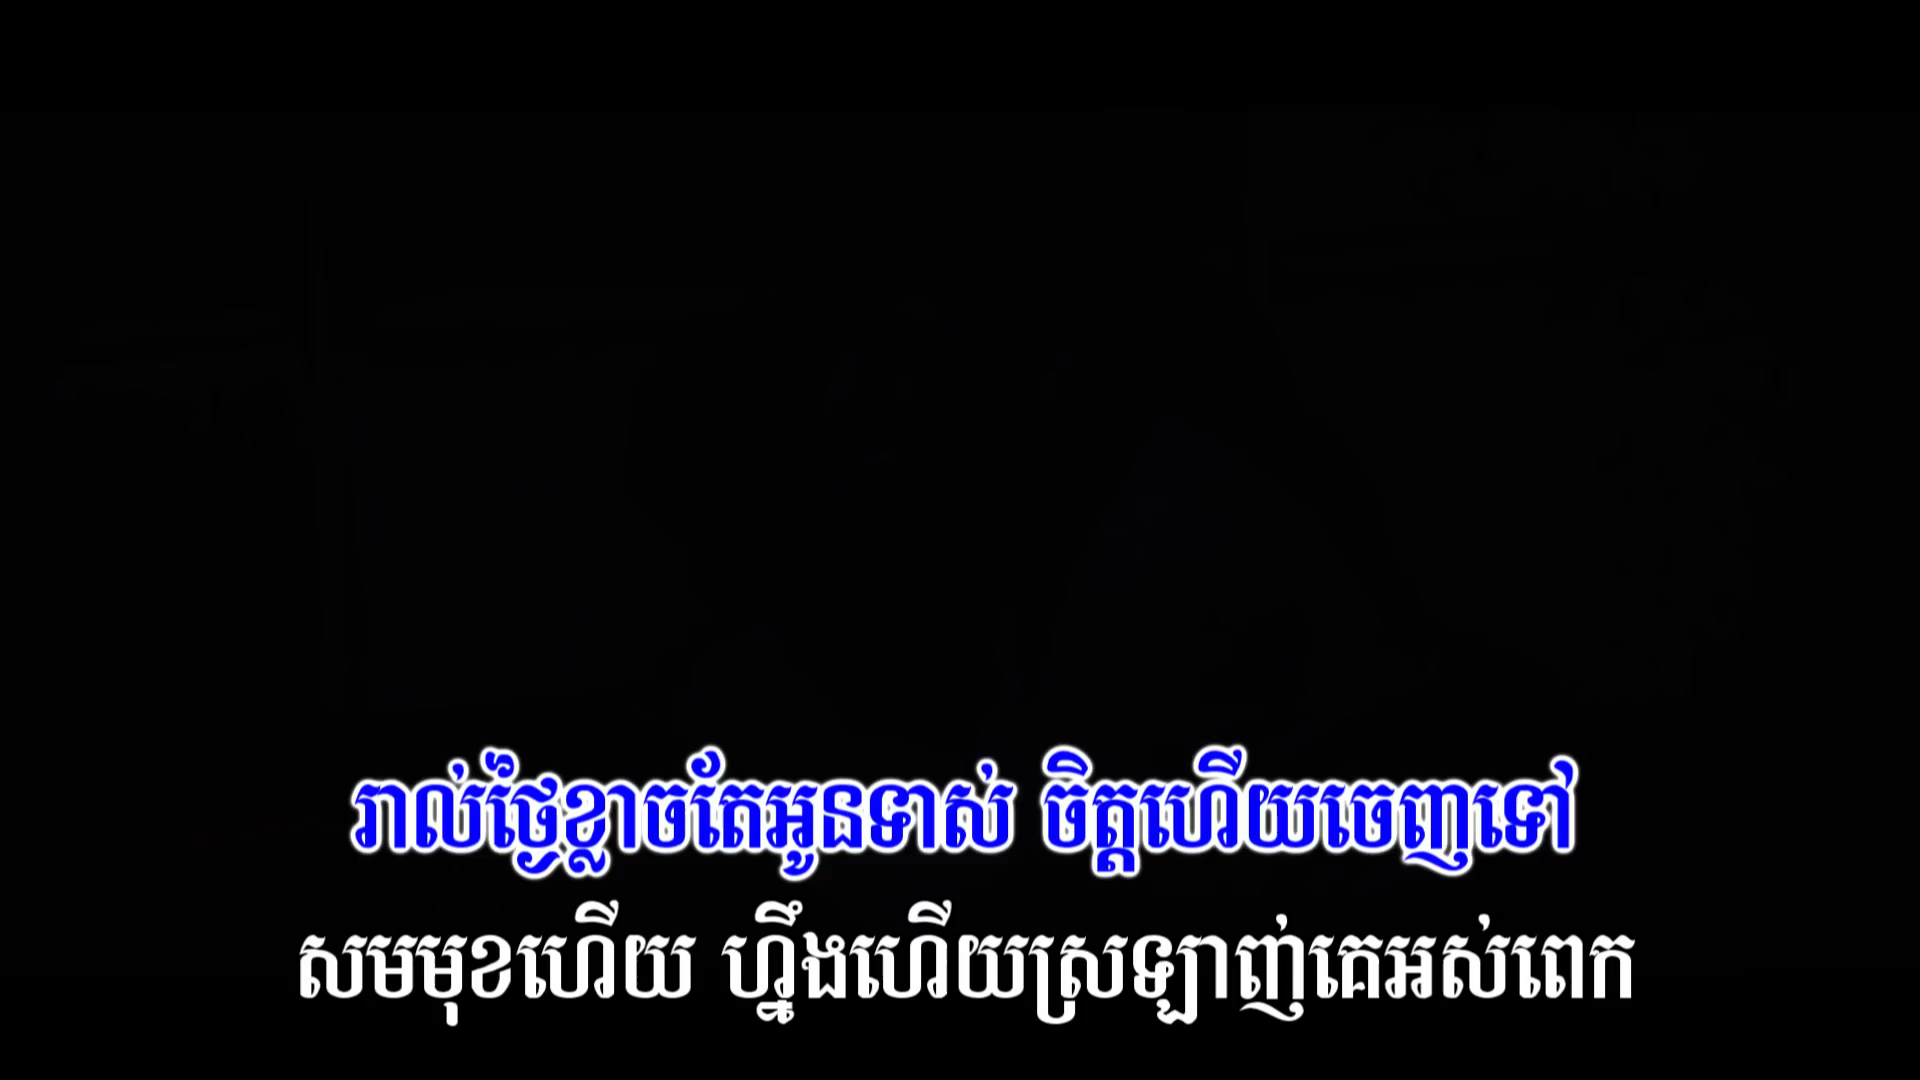 រាល់ថ្ងៃខ្លាចតែអូនទាស់ ចិត្តហើយចេញទៅ
សមមុខហើយ ហ្នឹងហើយស្រឡាញ់គេអស់ពេក